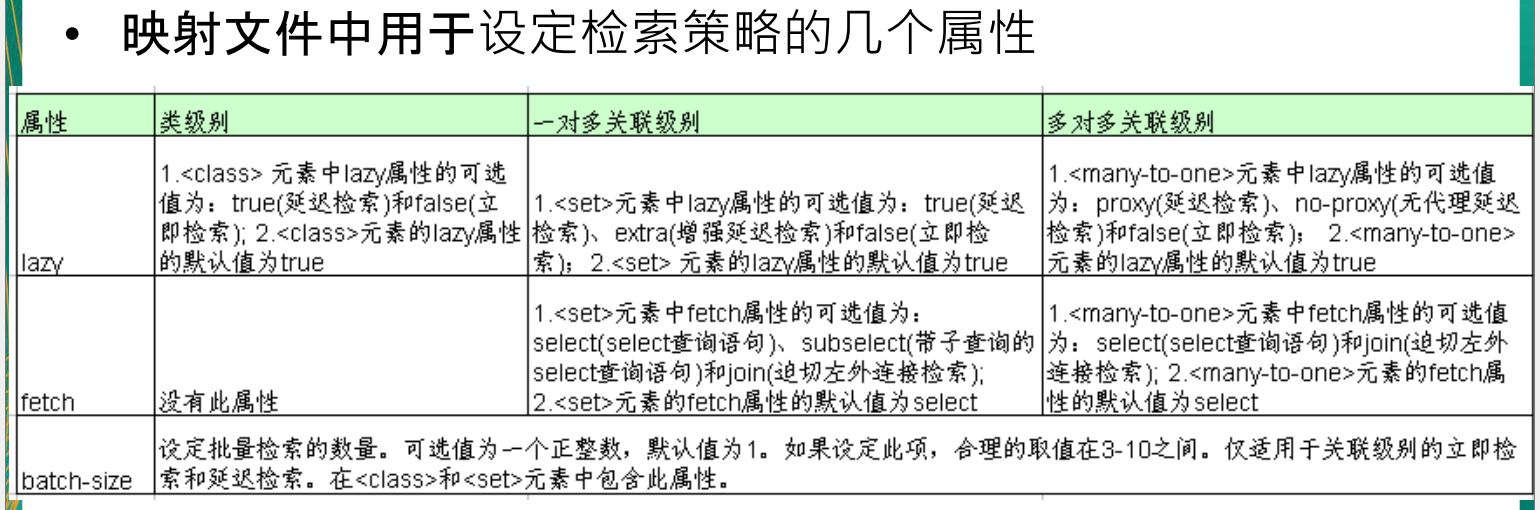 • 映射文件中用于设定检索策略的几个属性
属性 类级别 一对多关联级别 多对多关联级别
lazy
1.<class> 元素中lazy属性的可选
值为：true(延迟检索)和false(立
即检索); 2.<class>元素的lazy属性
的默认值为true
1.<set>元素中lazy属性的可选值为：true(延迟
检索)、extra(增强延迟检索)和false(立即检
索)；2.<set> 元素的lazy属性的默认值为true
1.<many-to-one>元素中lazy属性的可选值
为：proxy(延迟检索)、no-proxy(无代理延迟
检索)和false(立即检索)； 2.<many-to-one>
元素的lazy属性的默认值为true
fetch
没有此属性
1.<set>元素中fetch属性的可选值为：
select(select查询语句)、subselect(带子查询的
select查询语句)和join(迫切左外连接检索);
2.<set>元素的fetch属性的默认值为select
1.<many-to-one>元素中fetch属性的可选值
为：select(select查询语句)和join(迫切左外
连接检索); 2.<many-to-one>元素的fetch属
性的默认值为select
batch-size
设定批量检索的数量。可选值为一个正整数，默认值为1。如果设定此项，合理的取值在3-10之间。仅适用于关联级别的立即检
索和延迟检索。在<class>和<set>元素中包含此属性。